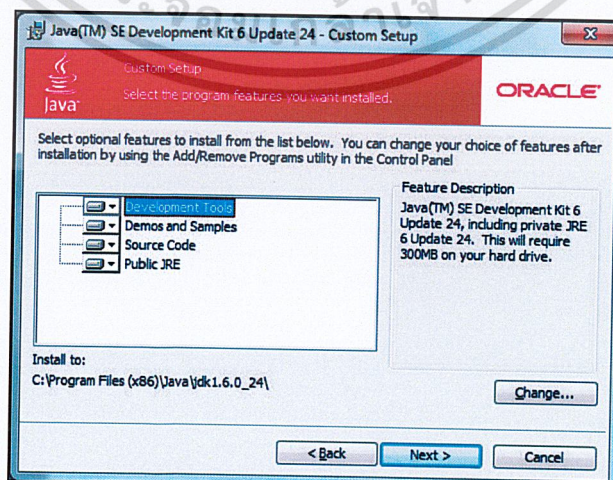 Java(TM) SE Development Kit 6 Update 24 - Custom Setup
Java
Custom Setup
Select the program features you want installed.
ORACLE
Select optional features to install from the list below. You can change your choice of features after
installation by using the Add/Remove Programs utility in the Control Panel
Development Tools
Demos and Samples
Source Code
Public JRE
Feature Description
Java(TM) SE Development Kit 6
Update 24, including private JRE
6 Update 24. This will require
300MB on your hard drive.
Install to:
C:\Program Files (x86)\Java\jdk1.6.0_24\
Change...
< Back
Next >
Cancel